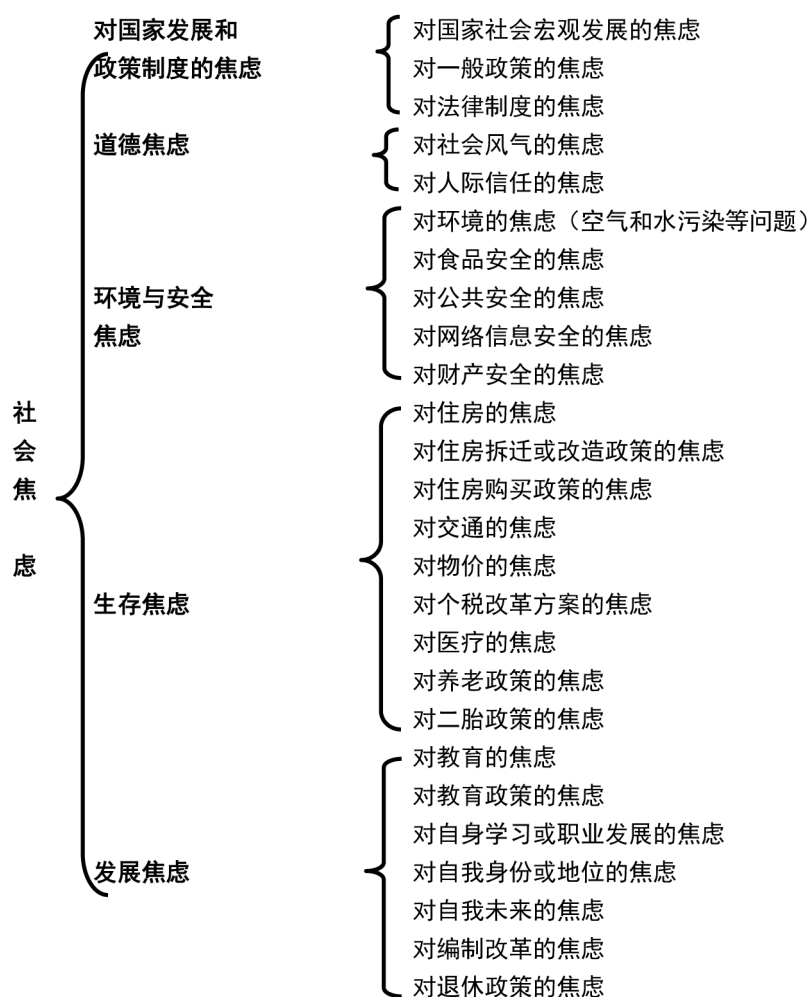 社会焦虑
对国家发展和
政策制度的焦虑
对国家社会宏观发展的焦虑
对一般政策的焦虑
对法律制度的焦虑
道德焦虑
对社会风气的焦虑
对人际信任的焦虑
环境与安全
焦虑
对环境的焦虑（空气和水污染等问题）
对食品安全的焦虑
对公共安全的焦虑
对网络信息安全的焦虑
对财产安全的焦虑
生存焦虑
对住房的焦虑
对住房拆迁或改造政策的焦虑
对住房购买政策的焦虑
对交通的焦虑
对物价的焦虑
对个税改革方案的焦虑
对医疗的焦虑
对养老政策的焦虑
对二胎政策的焦虑
发展焦虑
对教育的焦虑
对教育政策的焦虑
对自身学习或职业发展的焦虑
对自我身份或地位的焦虑
对自我未来的焦虑
对编制改革的焦虑
对退休政策的焦虑